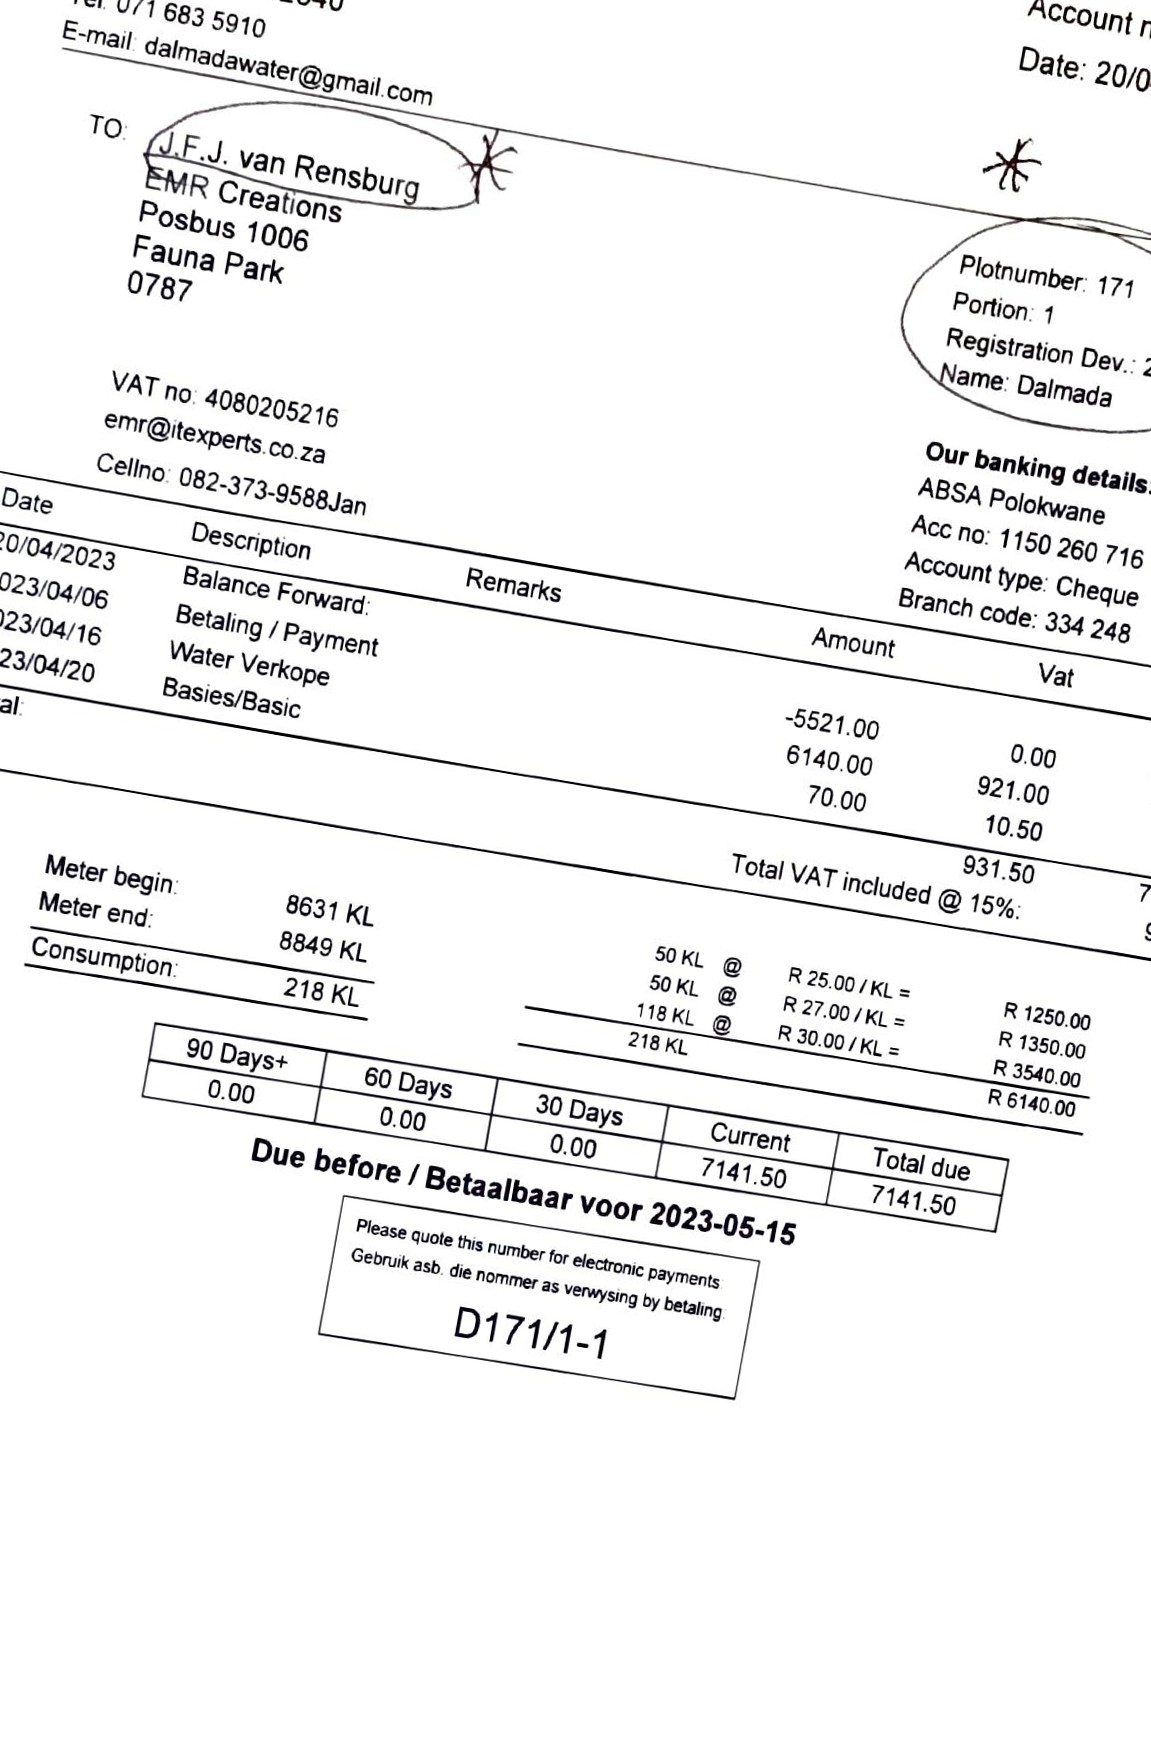 Tel: 071 683 5910
E-mail: dalmadawater@gmail.com
Account
Date: 20/0
TO:
J.F.J. van Rensburg
EMR Creations
Posbus 1006
Fauna Park
0787
Plotnumber: 171
Portion: 1
Registration Dev.: 2
Name: Dalmada
VAT no: 4080205216
emr@itexperts.co.za
Cellno: 082-373-9588Jan
Our banking details:
ABSA Polokwane
Acc no: 1150 260 716
Account type: Cheque
Branch code: 334 248
Date Description Remarks Amount Vat
20/04/2023 Balance Forward:
023/04/06 Betaling / Payment -5521.00 0.00
023/04/16 Water Verkope 6140.00 921.00
23/04/20 Basies/Basic 70.00 10.50
al: 931.50 7
Total VAT included @ 15%: 9
Meter begin: 8631 KL
Meter end: 8849 KL
Consumption: 218 KL
50 KL @ R 25.00 / KL = R 1250.00
50 KL @ R 27.00 / KL = R 1350.00
118 KL @ R 30.00 / KL = R 3540.00
218 KL R 6140.00
90 Days+ 60 Days 30 Days Current Total due
0.00 0.00 0.00 7141.50 7141.50
Due before / Betaalbaar voor 2023-05-15
Please quote this number for electronic payments
Gebruik asb. die nommer as verwysing by betaling
D171/1-1